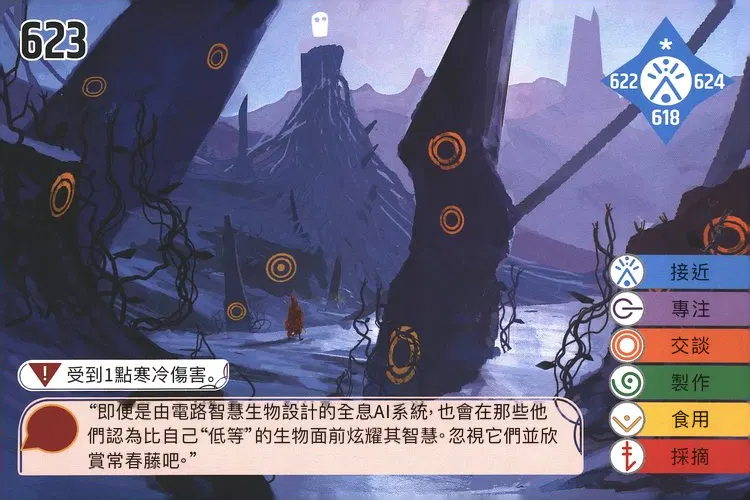 623
*
622
624
618
接近
專注
交談
製作
食用
採摘
! 受到1點寒冷傷害。
“即便是由電路智慧生物設計的全息AI系統，也會在那些他
們認為比自己“低等”的生物面前炫耀其智慧。忽視它們並欣
賞常春藤吧。”